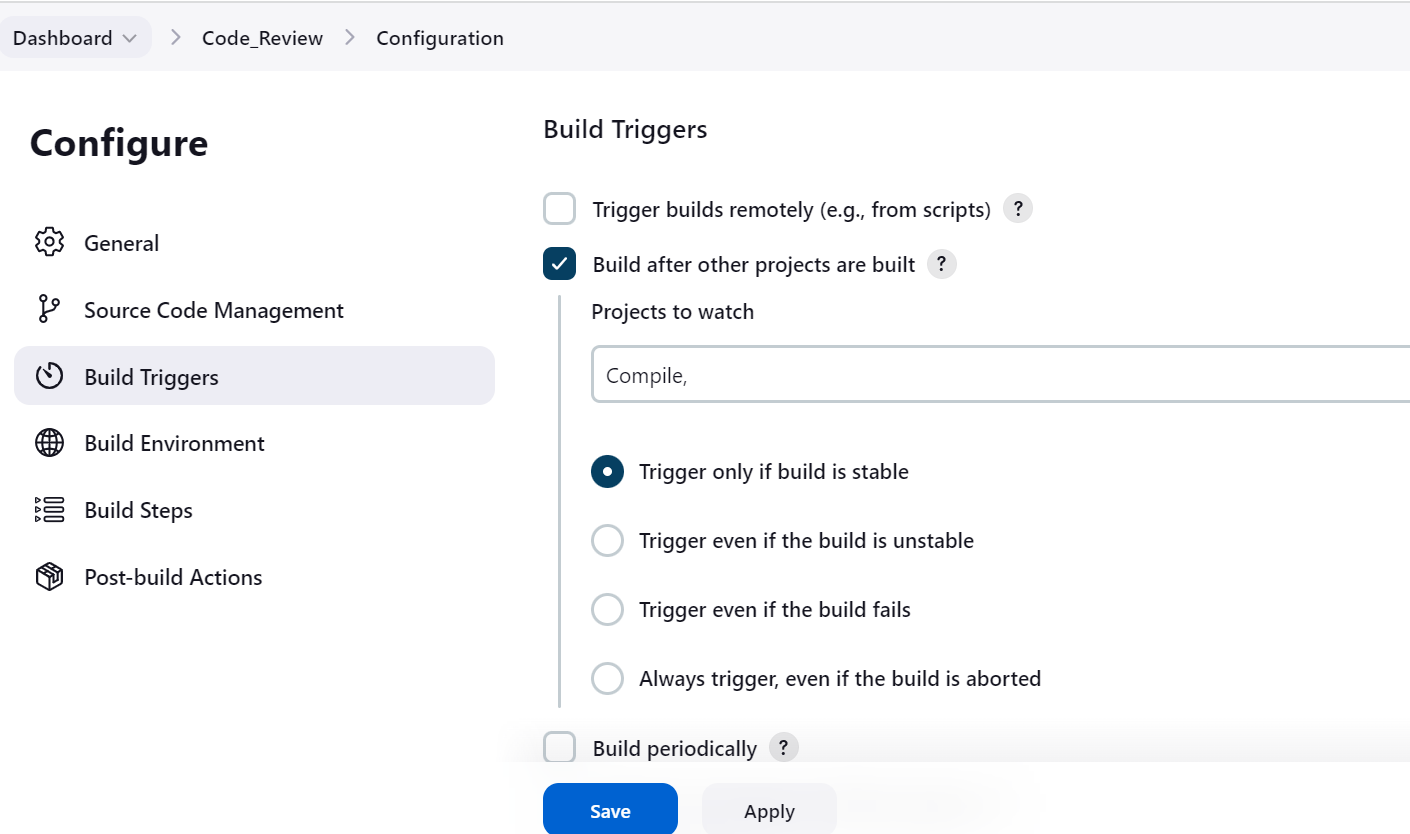 Dashboard > Code_Review > Configuration
Configure
General
Source Code Management
Build Triggers
Build Environment
Build Steps
Post-build Actions
Build Triggers
Trigger builds remotely (e.g., from scripts) ?
Build after other projects are built ?
Projects to watch
Compile,
Trigger only if build is stable
Trigger even if the build is unstable
Trigger even if the build fails
Always trigger, even if the build is aborted
Build periodically ?
Save Apply